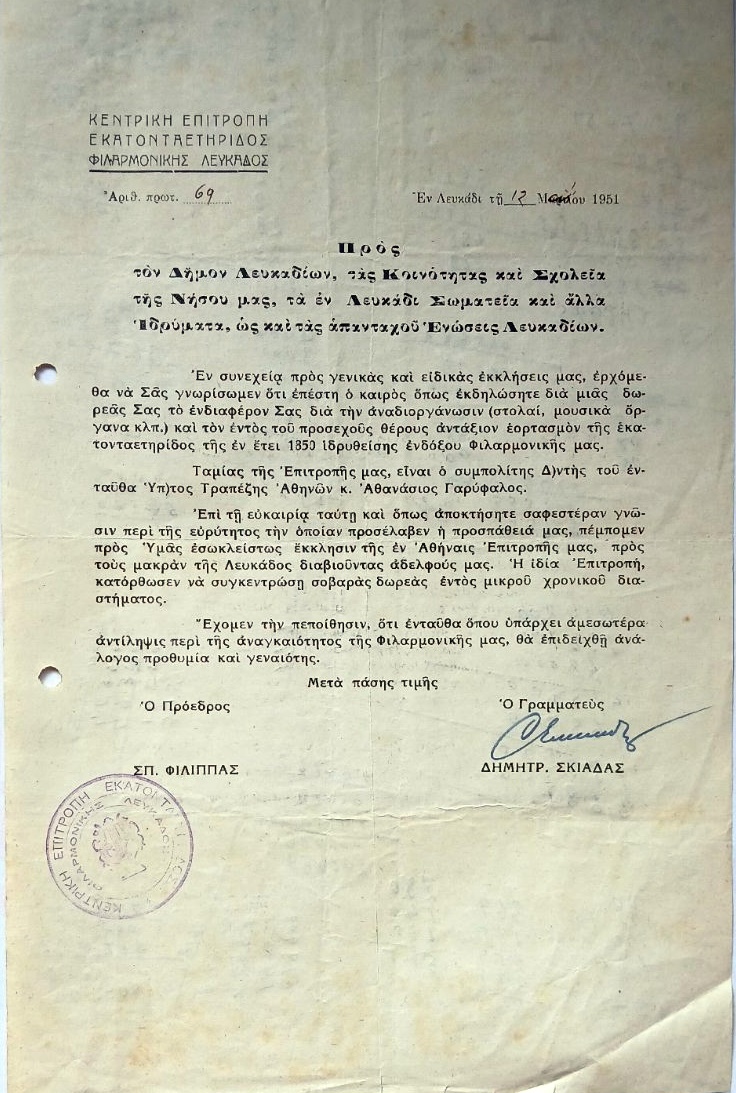 ΚΕΝΤΡΙΚΗ ΕΠΙΤΡΟΠΗ
ΕΚΑΤΟΝΤΑΕΤΗΡΙΔΟΣ
ΦΙΛΑΡΜΟΝΙΚΗΣ ΛΕΥΚΑΔΟΣ
Ἀριθ. πρωτ. 69
Ἐν Λευκάδι τῇ 12 1951
Πρὸς
τὸν Δῆμον Λευκαδίων, τὰς Κοινότητας καὶ Σχολεῖα
τῆς Νήσου μας, τὰ ἐν Λευκάδι Σωματεῖα καὶ ἄλλα
Ἱδρύματα, ὡς καὶ τὰς ἁπανταχοῦ Ἑνώσεις Λευκαδίων.
Ἐν συνεχείᾳ πρὸς γενικὰς καὶ εἰδικὰς ἐκκλήσεις μας, ἐρχόμε-
θα νὰ Σᾶς γνωρίσωμεν ὅτι ἐπέστη ὁ καιρὸς ὅπως ἐκδηλώσητε διὰ μιᾶς δω-
ρεᾶς Σας τὸ ἐνδιαφέρον Σας διὰ τὴν ἀναδιοργάνωσιν (στολαί, μουσικὰ ὄρ-
γανα κλπ.) καὶ τὸν ἐντὸς τοῦ προσεχοῦς θέρους ἀντάξιον ἑορτασμὸν τῆς ἑκα-
τονταετηρίδος τῆς ἐν ἔτει 1850 ἱδρυθείσης ἐνδόξου Φιλαρμονικῆς μας.
Ταμίας τῆς Ἐπιτροπῆς μας, εἶναι ὁ συμπολίτης Δ)ντὴς τοῦ ἐν-
ταῦθα Ὑπ)τος Τραπέζης Ἀθηνῶν κ. Ἀθανάσιος Γαρύφαλος.
Ἐπὶ τῇ εὐκαιρίᾳ ταύτῃ καὶ ὅπως ἀποκτήσητε σαφεστέραν γνῶ-
σιν περὶ τῆς εὐρύτητος τὴν ὁποίαν προσέλαβεν ἡ προσπάθειά μας, πέμπομεν
πρὸς Ὑμᾶς ἐσωκλείστως ἔκκλησιν τῆς ἐν Ἀθήναις Ἐπιτροπῆς μας, πρὸς
τοὺς μακρὰν τῆς Λευκάδος διαβιοῦντας ἀδελφούς μας. Ἡ ἰδία Ἐπιτροπή,
κατόρθωσεν νὰ συγκεντρώσῃ σοβαρὰς δωρεὰς ἐντὸς μικροῦ χρονικοῦ δια-
στήματος.
Ἔχομεν τὴν πεποίθησιν, ὅτι ἐνταῦθα ὅπου ὑπάρχει ἀμεσωτέρα
ἀντίληψις περὶ τῆς ἀναγκαιότητος τῆς Φιλαρμονικῆς μας, θὰ ἐπιδειχθῇ ἀνά-
λογος προθυμία καὶ γεναιότης.
Μετὰ πάσης τιμῆς
Ὁ Πρόεδρος
Ὁ Γραμματεὺς
ΣΠ. ΦΙΛΙΠΠΑΣ
ΔΗΜΗΤΡ. ΣΚΙΑΔΑΣ
ΚΕΝΤΡΙΚΗ ΕΠΙΤΡΟΠΗ
ΦΙΛΑΡΜΟΝΙΚΗΣ ΛΕΥΚΑΔΟΣ